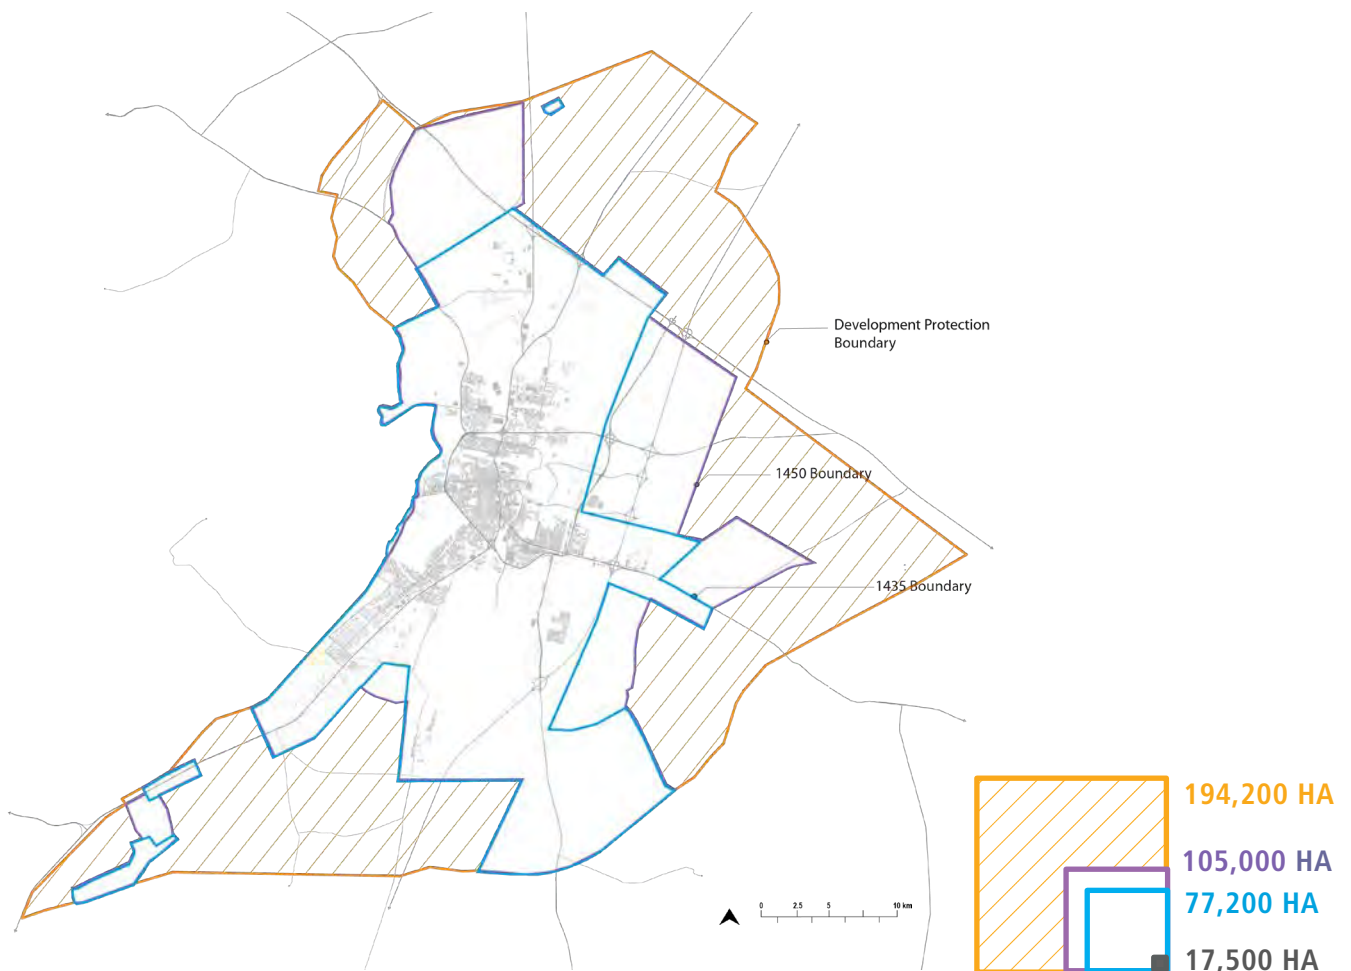 Development Protection
Boundary
1450 Boundary
1435 Boundary
0 2.5 5 10 km
194,200 HA
105,000 HA
77,200 HA
17,500 HA